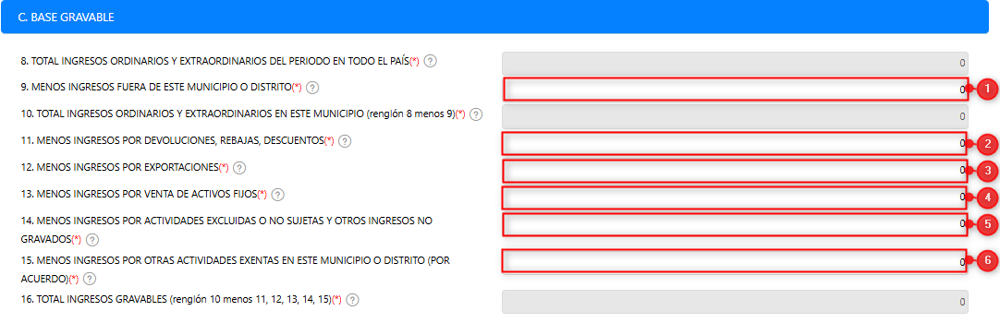 C. BASE GRAVABLE
8. TOTAL INGRESOS ORDINARIOS Y EXTRAORDINARIOS DEL PERIODO EN TODO EL PAÍS(*) ? 0
9. MENOS INGRESOS FUERA DE ESTE MUNICIPIO O DISTRITO(*) ? 0 1
10. TOTAL INGRESOS ORDINARIOS Y EXTRAORDINARIOS EN ESTE MUNICIPIO (renglón 8 menos 9)(*) ? 0
11. MENOS INGRESOS POR DEVOLUCIONES, REBAJAS, DESCUENTOS(*) ? 0 2
12. MENOS INGRESOS POR EXPORTACIONES(*) ? 0 3
13. MENOS INGRESOS POR VENTA DE ACTIVOS FIJOS(*) ? 0 4
14. MENOS INGRESOS POR ACTIVIDADES EXCLUIDAS O NO SUJETAS Y OTROS INGRESOS NO
GRAVADOS(*) ? 0 5
15. MENOS INGRESOS POR OTRAS ACTIVIDADES EXENTAS EN ESTE MUNICIPIO O DISTRITO (POR
ACUERDO)(*) ? 0 6
16. TOTAL INGRESOS GRAVABLES (renglón 10 menos 11, 12, 13, 14, 15)(*) ? 0